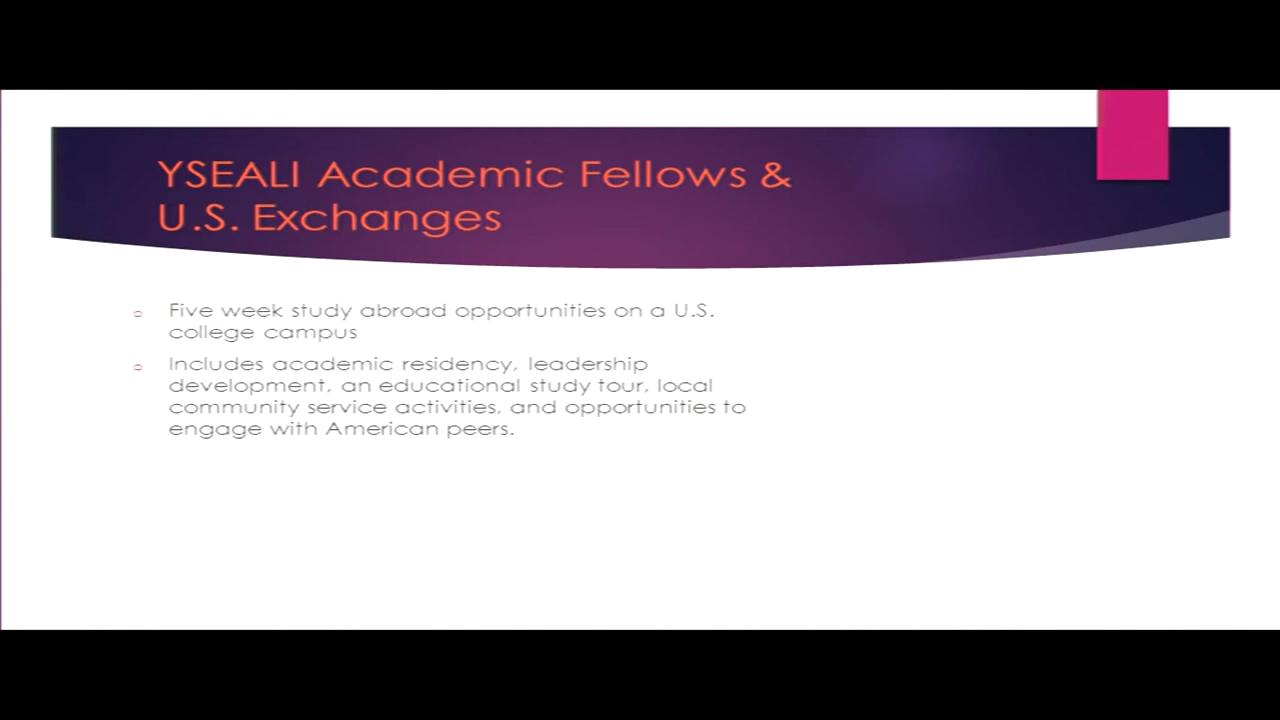 YSEALI Academic Fellows &
U.S. Exchanges
Five week study abroad opportunities on a U.S.
college campus
Includes academic residency, leadership
development, an educational study tour, local
community service activities, and opportunities to
engage with American peers.